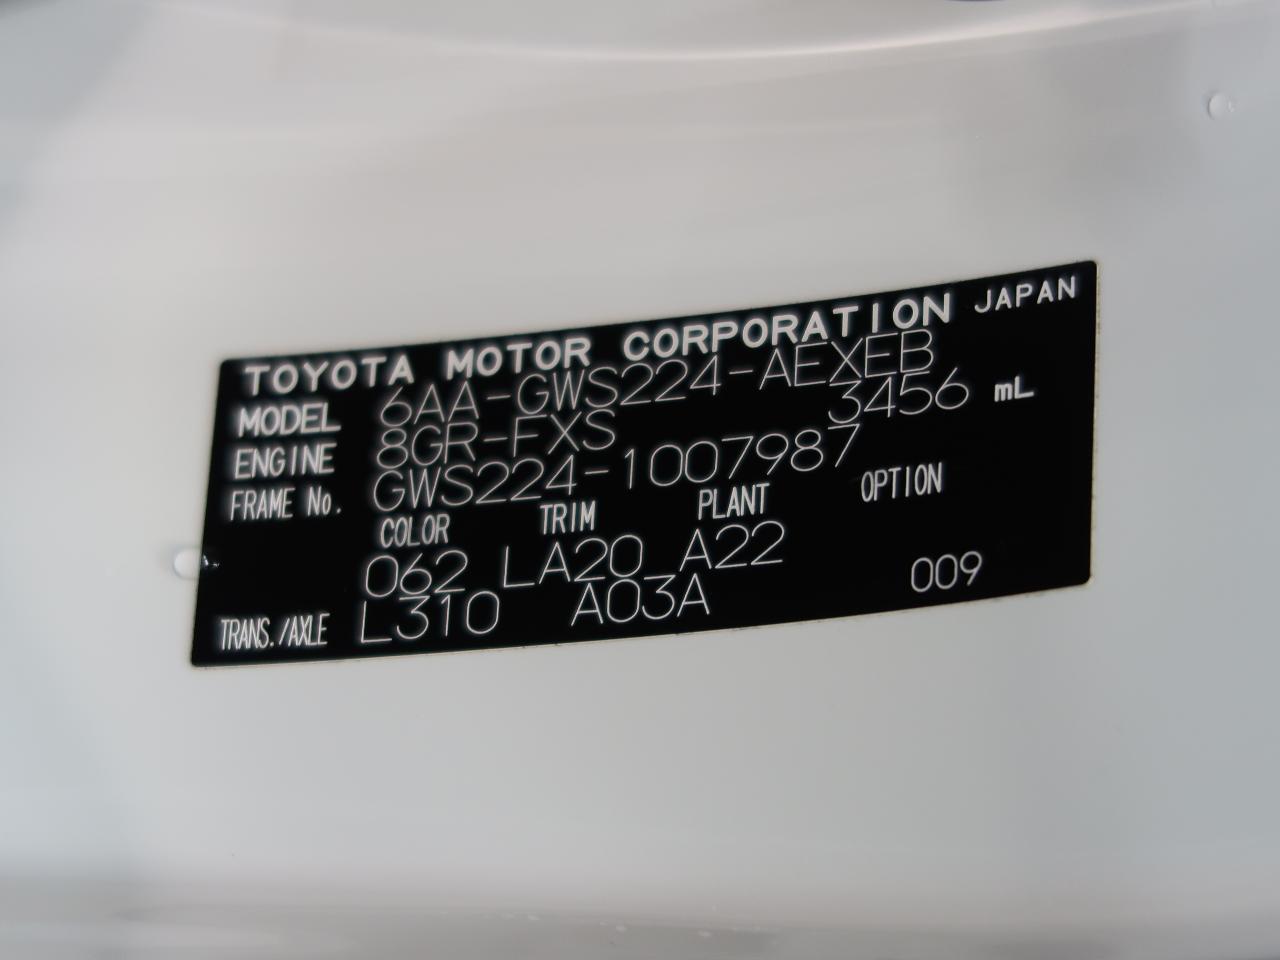 TOYOTA MOTOR CORPORATION JAPAN
MODEL 6AA-GWS224-AEXEB
ENGINE 8GR-FXS 3456 mL
FRAME No. GWS224-1007987
COLOR TRIM PLANT OPTION
062 LA20 A22
TRANS./AXLE L310 A03A 009